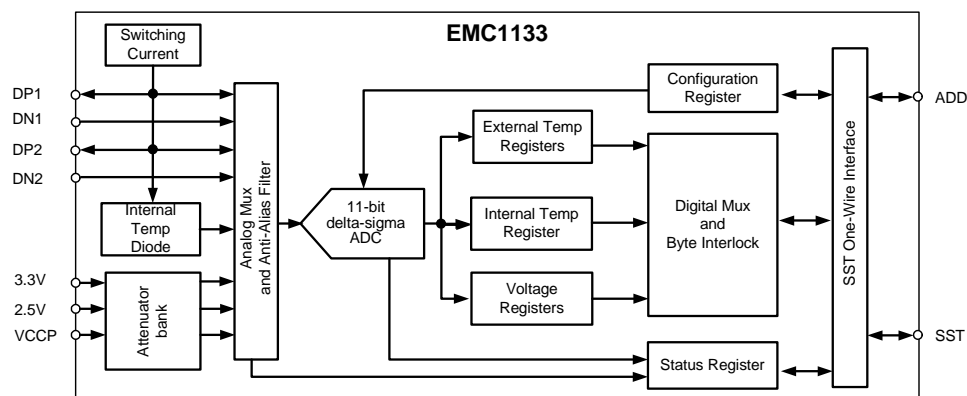 EMC1133
Switching
Current
DP1
DN1
DP2
DN2
Internal
Temp
Diode
3.3V
2.5V
VCCP
Attenuator
bank
Analog Mux
and Anti-Alias Filter
11-bit
delta-sigma
ADC
External Temp
Registers
Internal Temp
Register
Voltage
Registers
Configuration
Register
Digital Mux
and
Byte Interlock
Status Register
SST One-Wire Interface
ADD
SST